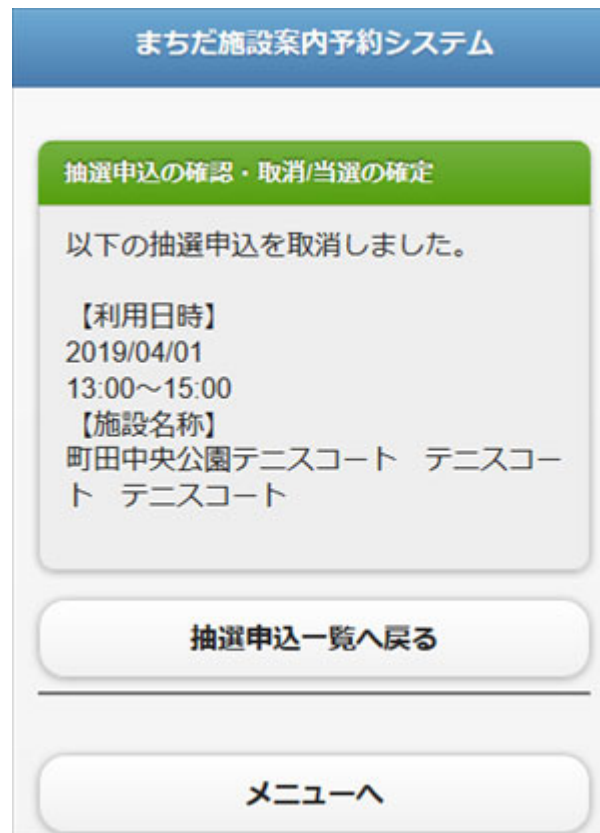 まちだ施設案内予約システム
抽選申込の確認・取消/当選の確定
以下の抽選申込を取消しました。
【利用日時】
2019/04/01
13:00～15:00
【施設名称】
町田中央公園テニスコート　テニスコー
ト　テニスコート
抽選申込一覧へ戻る
メニューへ